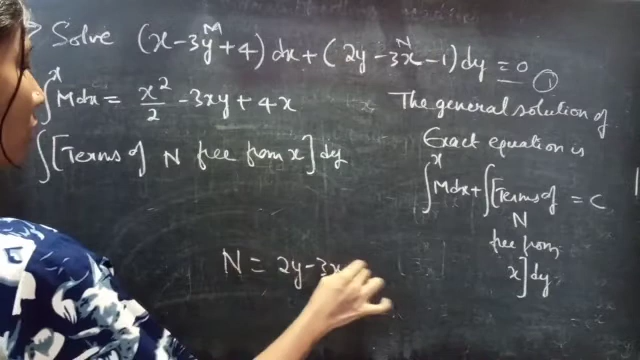 Solve (x - 3y + 4) dx + (2y - 3x - 1) dy = 0 ①
M N
∫^x Mdx = x²/2 - 3xy + 4x
∫[Terms of N free from x] dy
N = 2y - 3x
The general solution of
Exact equation is
∫^x Mdx + ∫[Terms of = C
N
free from
x] dy